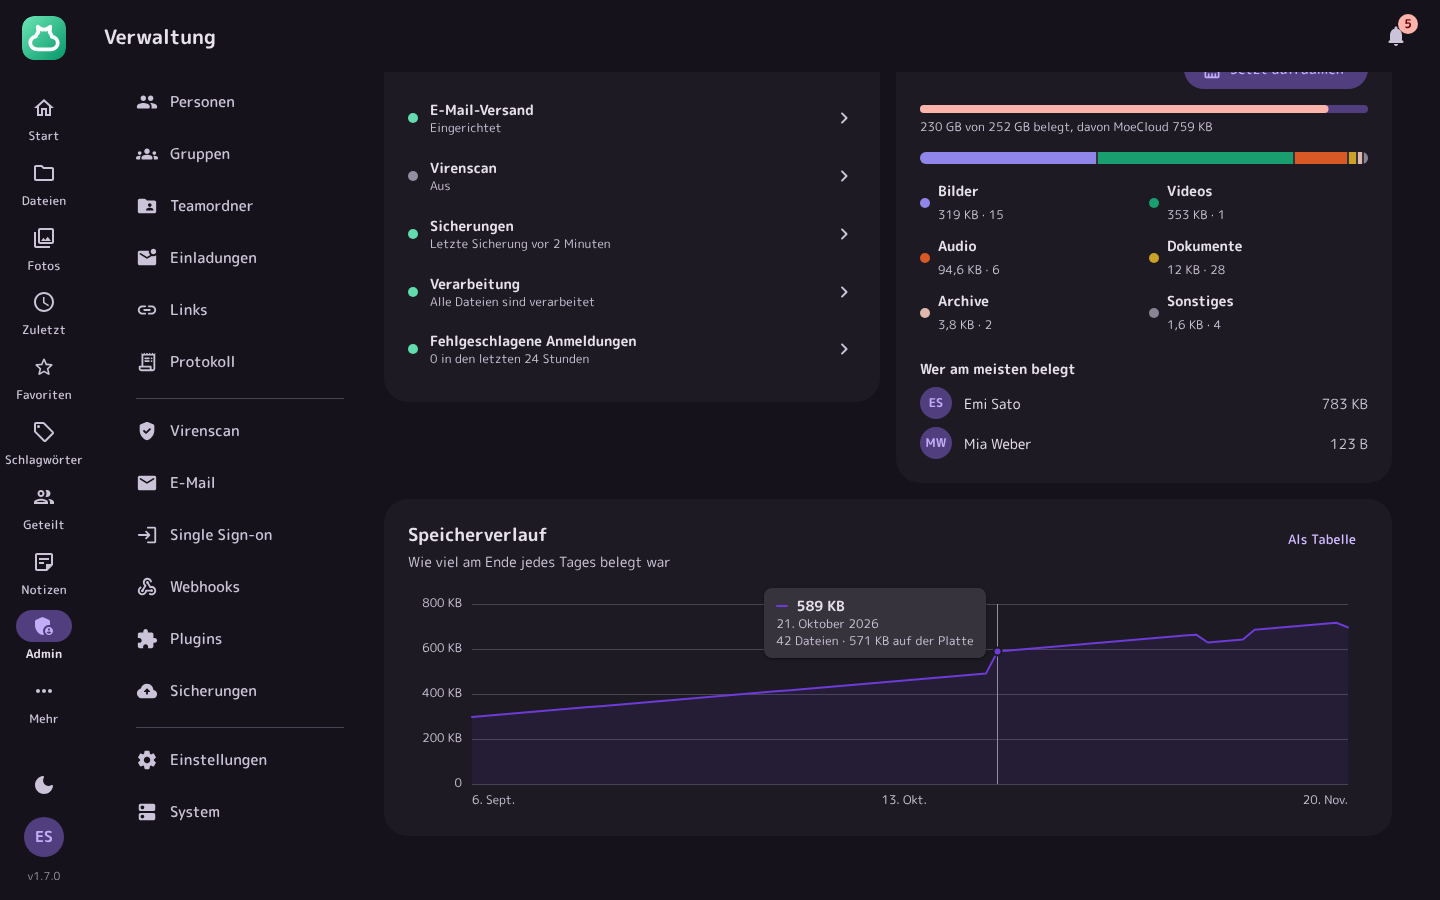 Verwaltung
5
Start
Dateien
Fotos
Zuletzt
Favoriten
Schlagwörter
Geteilt
Notizen
Admin
Mehr
ES
v1.7.0
Personen
Gruppen
Teamordner
Einladungen
Links
Protokoll
Virenscan
E-Mail
Single Sign-on
Webhooks
Plugins
Sicherungen
Einstellungen
System
E-Mail-Versand
Eingerichtet
Virenscan
Aus
Sicherungen
Letzte Sicherung vor 2 Minuten
Verarbeitung
Alle Dateien sind verarbeitet
Fehlgeschlagene Anmeldungen
0 in den letzten 24 Stunden
Jetzt aufräumen
230 GB von 252 GB belegt, davon MoeCloud 759 KB
Bilder
319 KB · 15
Videos
353 KB · 1
Audio
94,6 KB · 6
Dokumente
12 KB · 28
Archive
3,8 KB · 2
Sonstiges
1,6 KB · 4
Wer am meisten belegt
ES Emi Sato 783 KB
MW Mia Weber 123 B
Speicherverlauf
Als Tabelle
Wie viel am Ende jedes Tages belegt war
800 KB
600 KB
400 KB
200 KB
0
589 KB
21. Oktober 2026
42 Dateien · 571 KB auf der Platte
6. Sept.
13. Okt.
20. Nov.